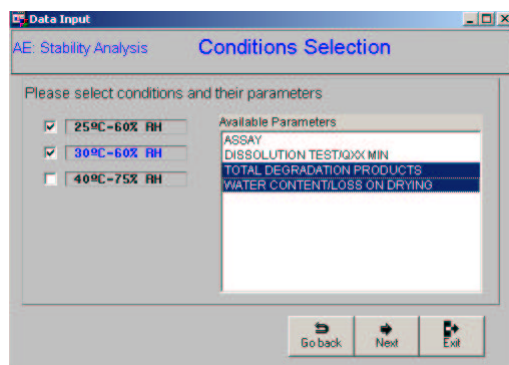 Data Input
AE: Stability Analysis
Conditions Selection
Please select conditions and their parameters
25ºC-60% RH
30ºC-60% RH
40ºC-75% RH
Available Parameters
ASSAY
DISSOLUTION TEST/QXX MIN
TOTAL DEGRADATION PRODUCTS
WATER CONTENT/LOSS ON DRYING
Go back
Next
Exit